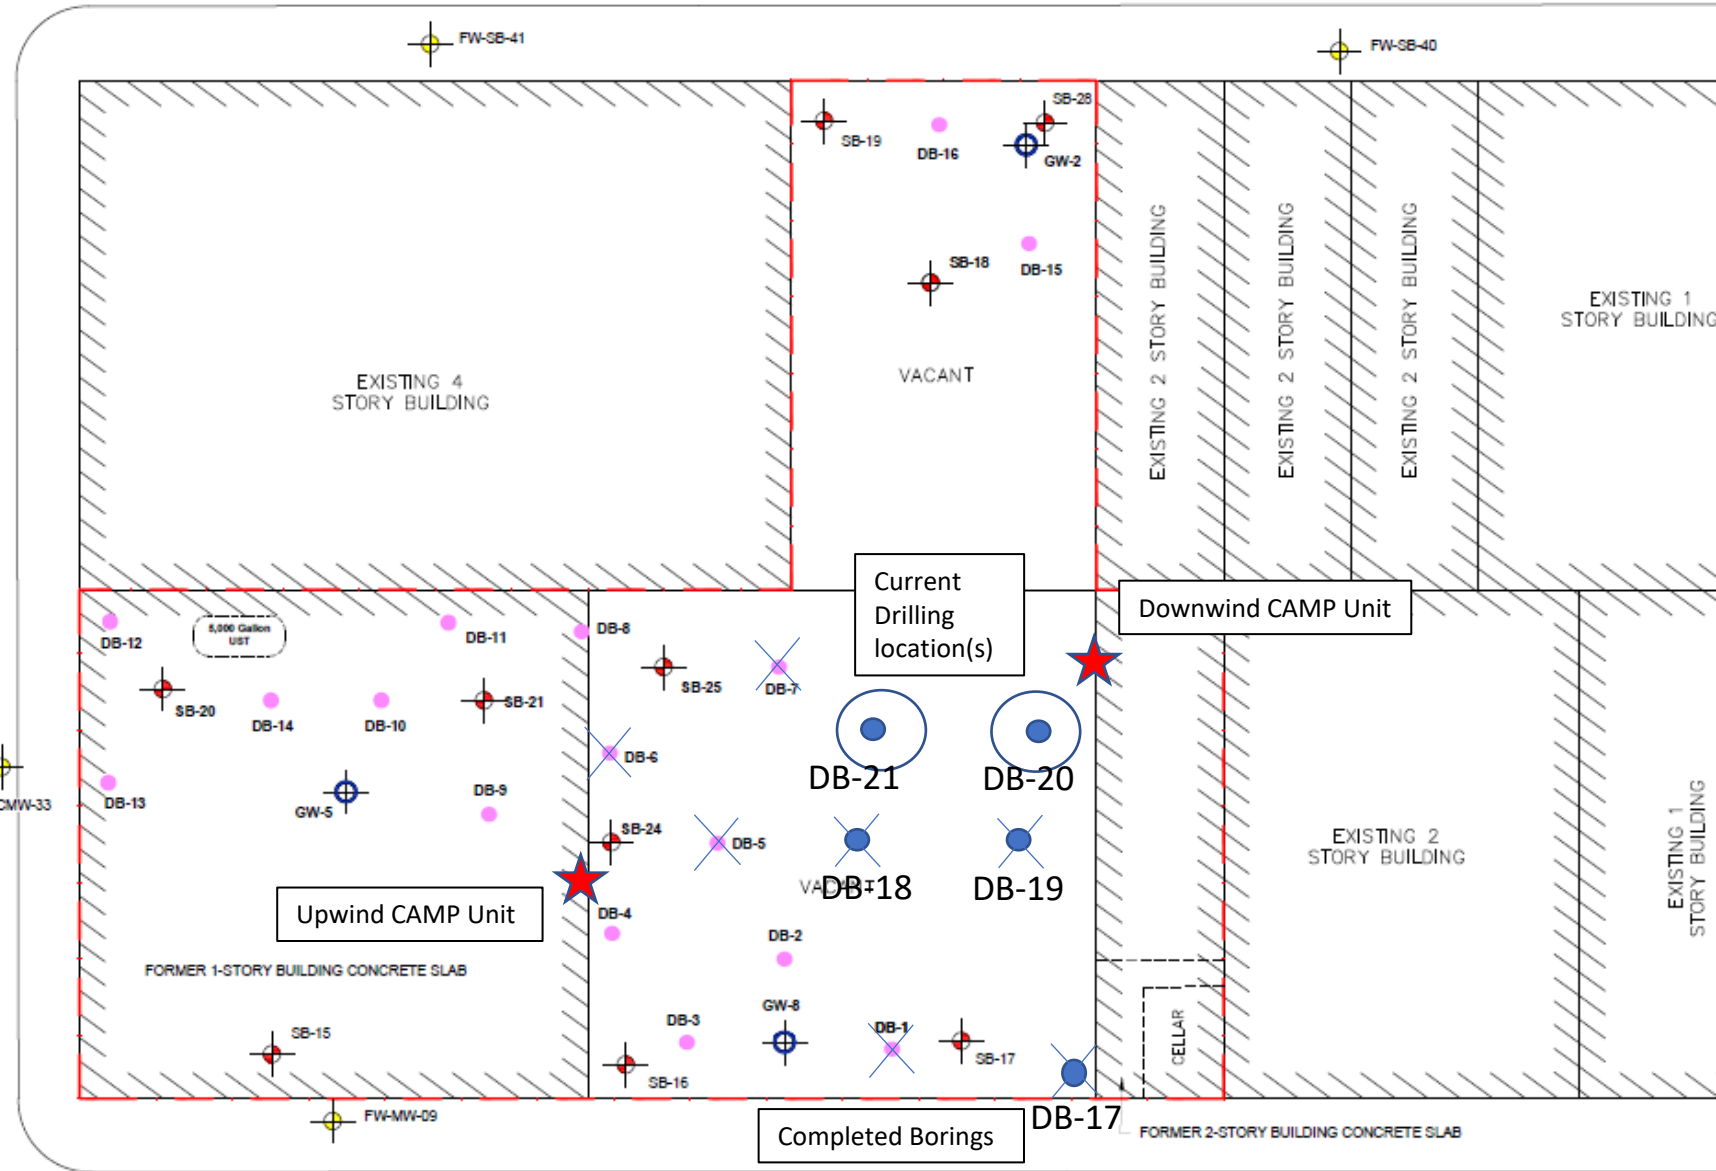 FW-SB-41
FW-SB-40
SB-28
SB-19
DB-16
GW-2
SB-18
DB-15
VACANT
EXISTING 4
STORY BUILDING
EXISTING 2 STORY BUILDING
EXISTING 2 STORY BUILDING
EXISTING 2 STORY BUILDING
EXISTING 1
STORY BUILDING
Current
Drilling
location(s)
Downwind CAMP Unit
DB-12
5,000 Gallon
UST
DB-11
DB-8
SB-20
DB-14
DB-10
SB-21
SB-25
DB-7
DB-6
DB-21
DB-20
CMW-33
DB-13
GW-5
DB-9
SB-24
DB-5
VACANT
DB-18
DB-19
EXISTING 2
STORY BUILDING
EXISTING 1
STORY BUILDING
Upwind CAMP Unit
DB-4
DB-2
FORMER 1-STORY BUILDING CONCRETE SLAB
GW-8
DB-3
DB-1
SB-15
SB-16
SB-17
CELLAR
FW-MW-09
Completed Borings
DB-17
FORMER 2-STORY BUILDING CONCRETE SLAB